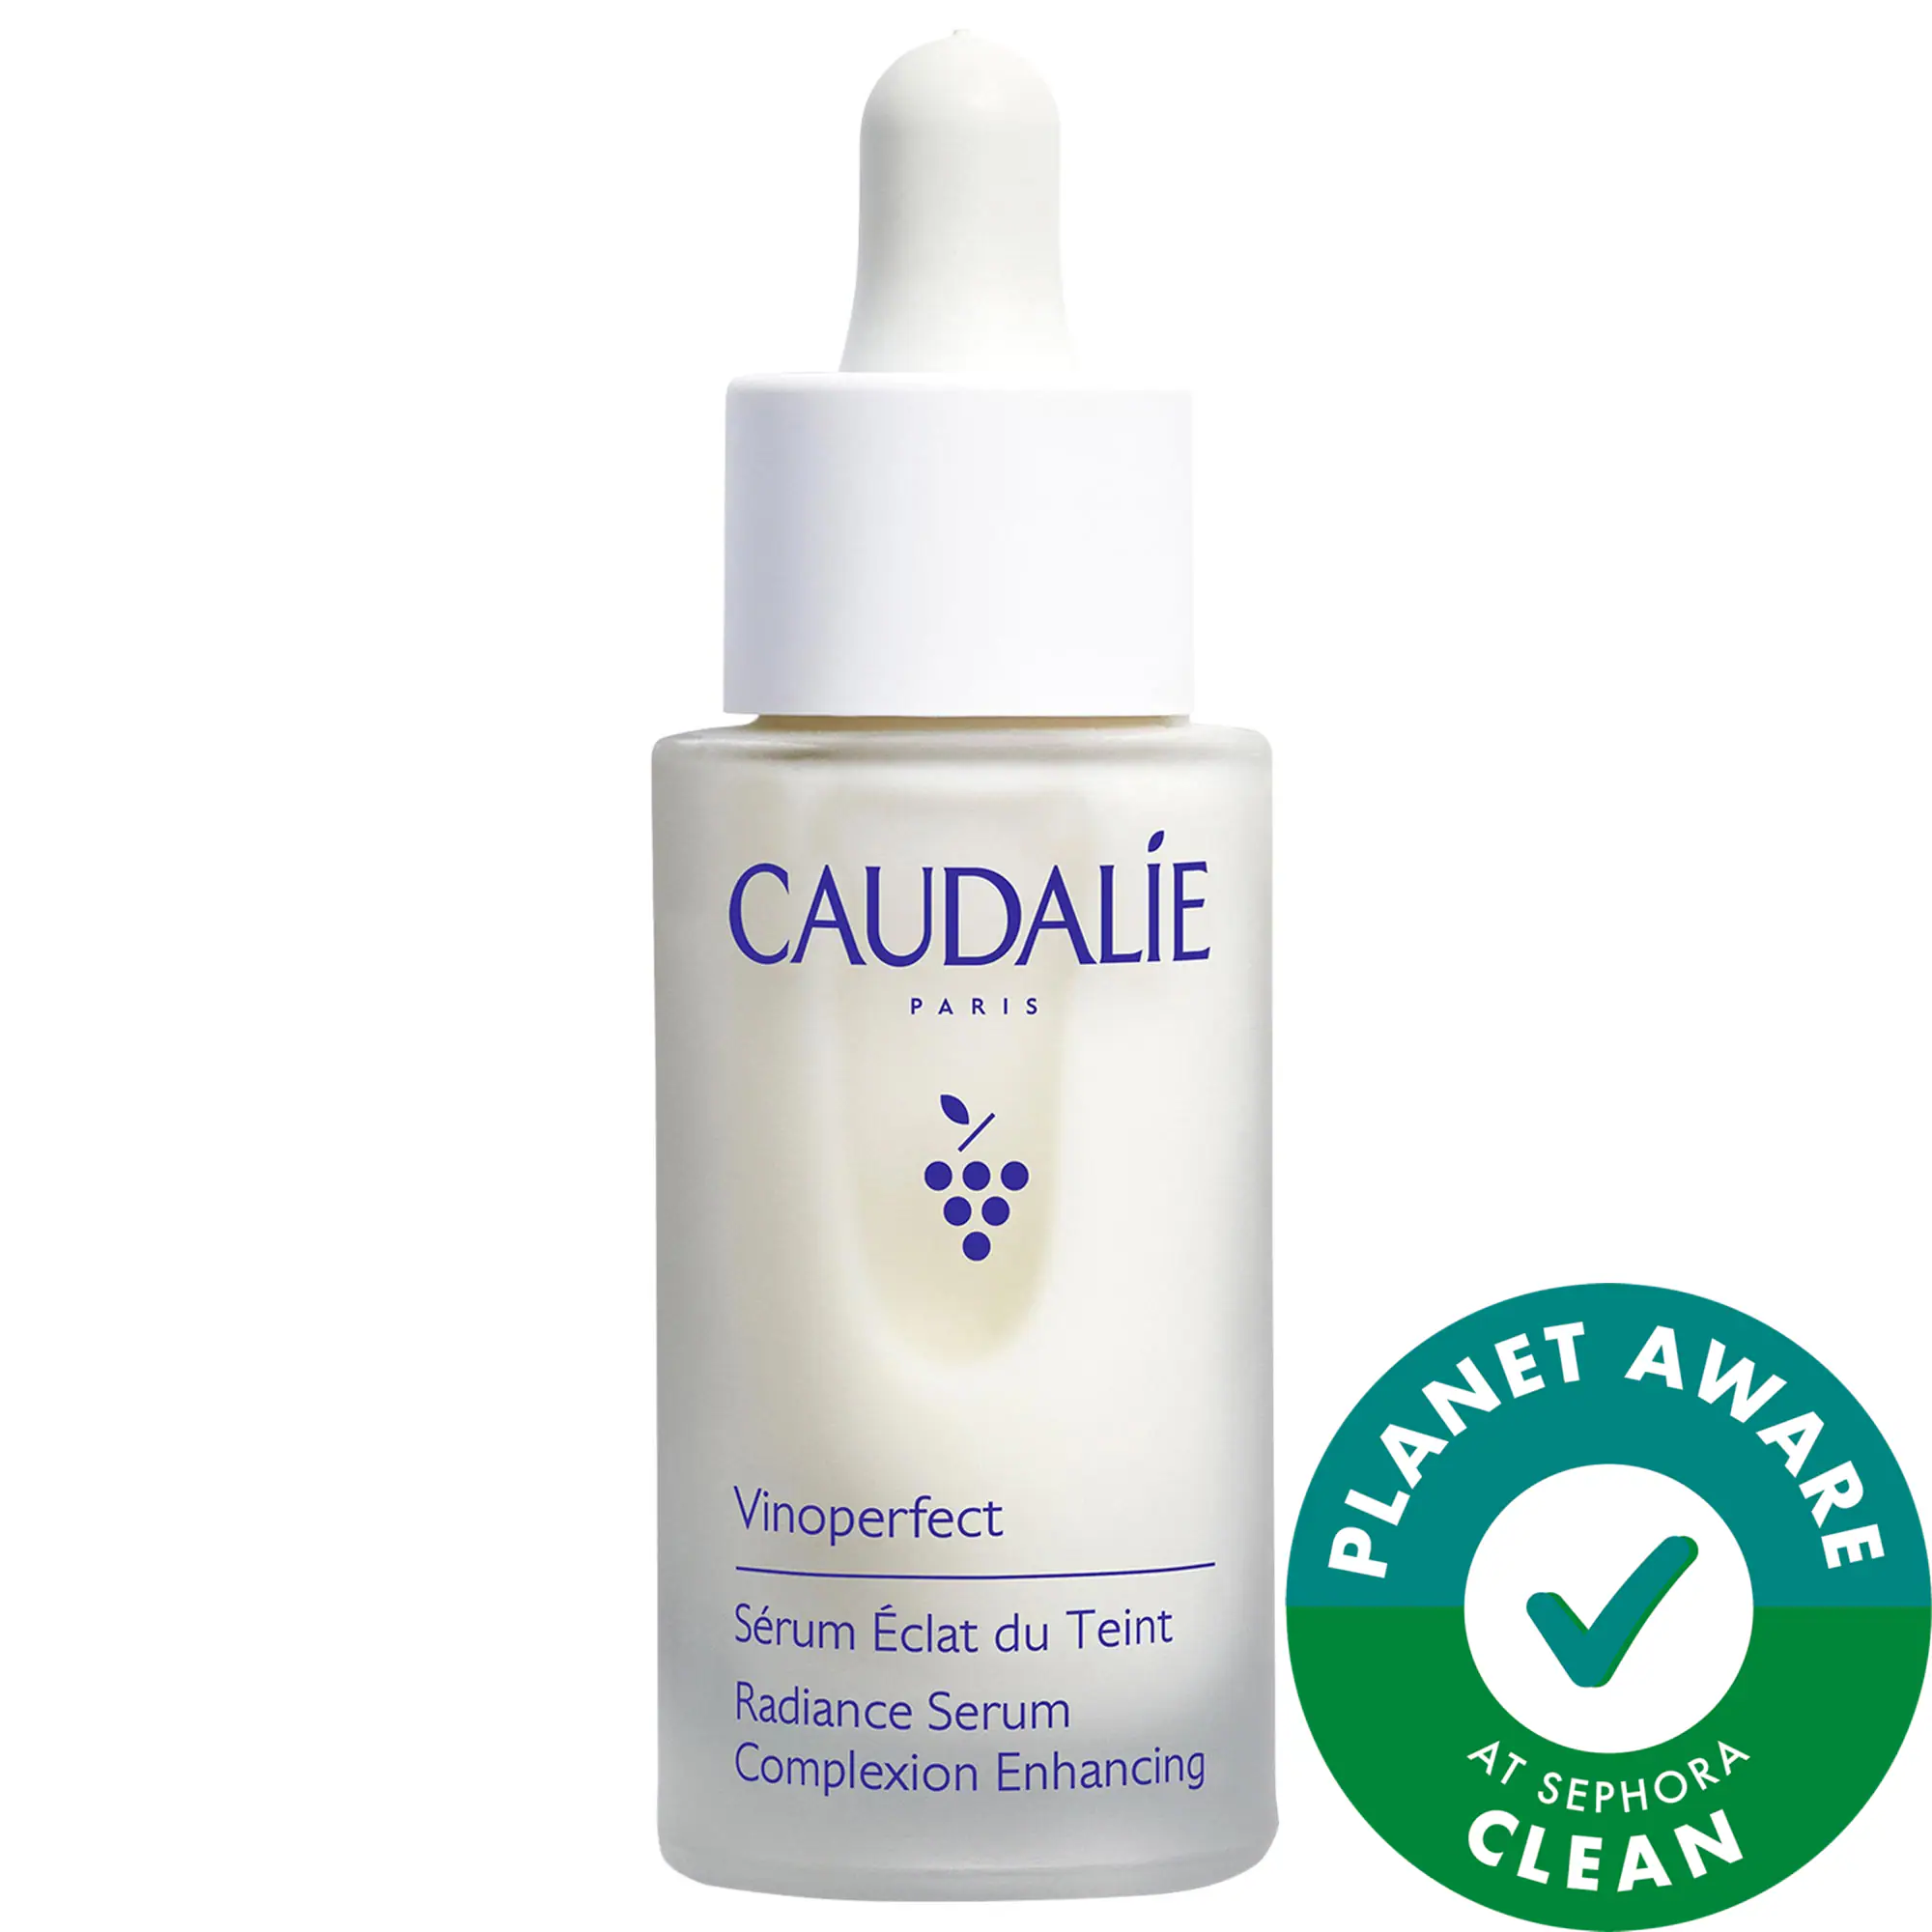 CAUDALÍE
PARIS
Vinoperfect
Sérum Éclat du Teint
Radiance Serum
Complexion Enhancing
PLANET AWARE
AT SEPHORA
CLEAN